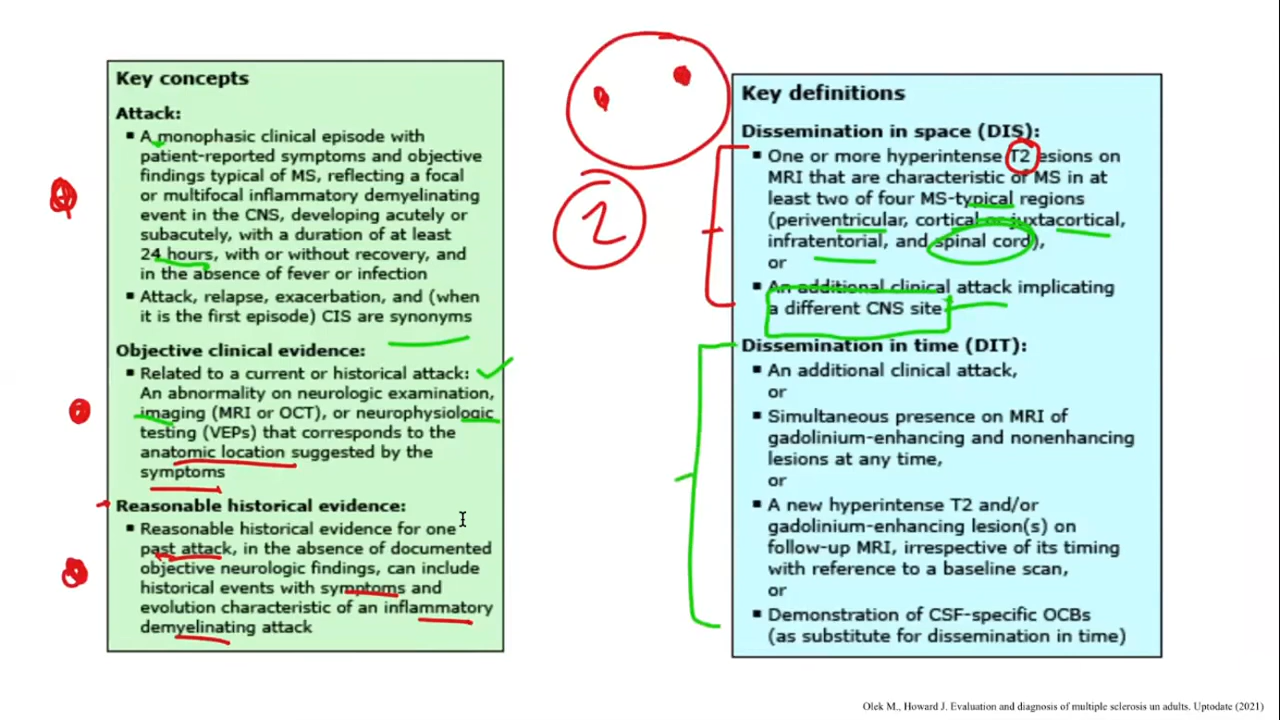 Key concepts
Attack:
▪ A monophasic clinical episode with
patient-reported symptoms and objective
findings typical of MS, reflecting a focal
or multifocal inflammatory demyelinating
event in the CNS, developing acutely or
subacutely, with a duration of at least
24 hours, with or without recovery, and
in the absence of fever or infection
▪ Attack, relapse, exacerbation, and (when
it is the first episode) CIS are synonyms
Objective clinical evidence:
▪ Related to a current or historical attack:
An abnormality on neurologic examination,
imaging (MRI or OCT), or neurophysiologic
testing (VEPs) that corresponds to the
anatomic location suggested by the
symptoms
Reasonable historical evidence:
▪ Reasonable historical evidence for one
past attack, in the absence of documented
objective neurologic findings, can include
historical events with symptoms and
evolution characteristic of an inflammatory
demyelinating attack
2
Key definitions
Dissemination in space (DIS):
▪ One or more hyperintense T2 lesions on
MRI that are characteristic of MS in at
least two of four MS-typical regions
(periventricular, cortical or juxtacortical,
infratentorial, and spinal cord),
or
▪ An additional clinical attack implicating
a different CNS site
Dissemination in time (DIT):
▪ An additional clinical attack,
or
▪ Simultaneous presence on MRI of
gadolinium-enhancing and nonenhancing
lesions at any time,
or
▪ A new hyperintense T2 and/or
gadolinium-enhancing lesion(s) on
follow-up MRI, irrespective of its timing
with reference to a baseline scan,
or
▪ Demonstration of CSF-specific OCBs
(as substitute for dissemination in time)
Olek M., Howard J. Evaluation and diagnosis of multiple sclerosis un adults. Uptodate (2021)